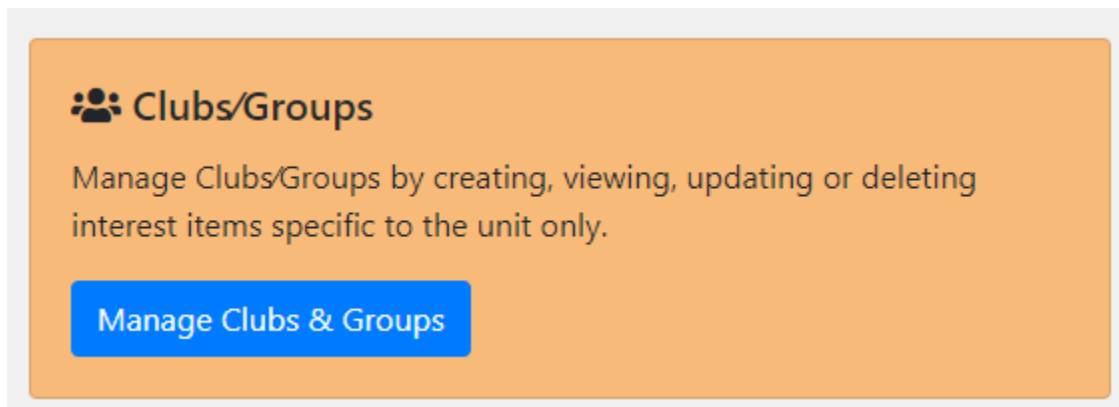 Clubs⁄Groups
Manage Clubs⁄Groups by creating, viewing, updating or deleting
interest items specific to the unit only.
Manage Clubs & Groups